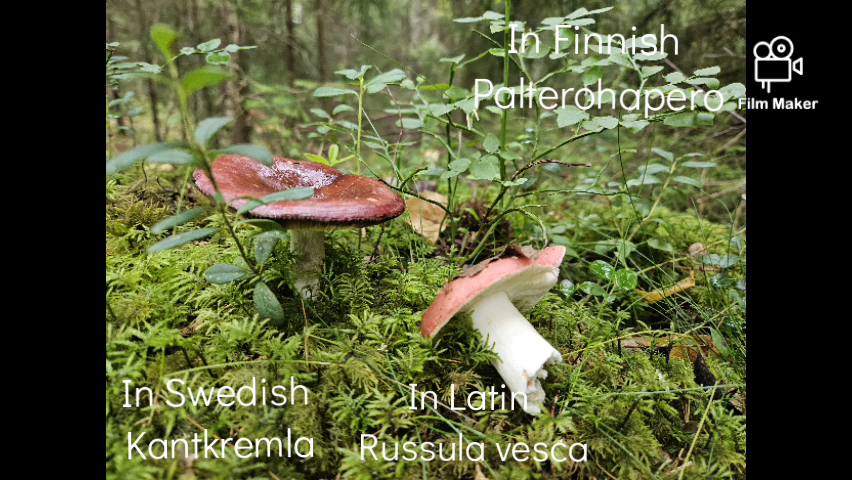 In Finnish
Palterohapero
Film Maker
In Swedish
Kantkremla
In Latin
Russula vesca